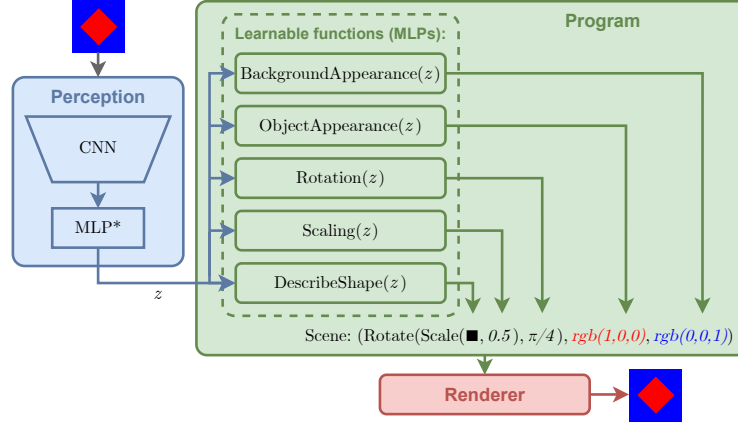 Program
Learnable functions (MLPs):
Perception
CNN
MLP*
z
BackgroundAppearance(z)
ObjectAppearance(z)
Rotation(z)
Scaling(z)
DescribeShape(z)
Scene: (Rotate(Scale(■, 0.5), π/4), rgb(1,0,0), rgb(0,0,1))
Renderer